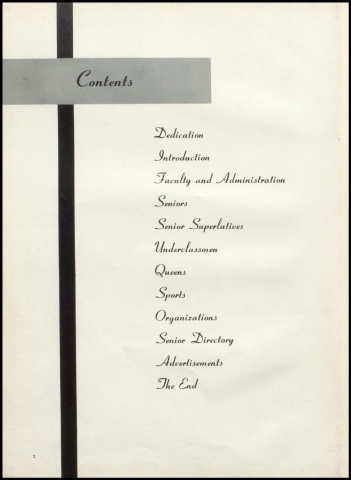 Contents
Dedication
Introduction
Faculty and Administration
Seniors
Senior Superlatives
Underclassmen
Queens
Sports
Organizations
Senior Directory
Advertisements
The End
2